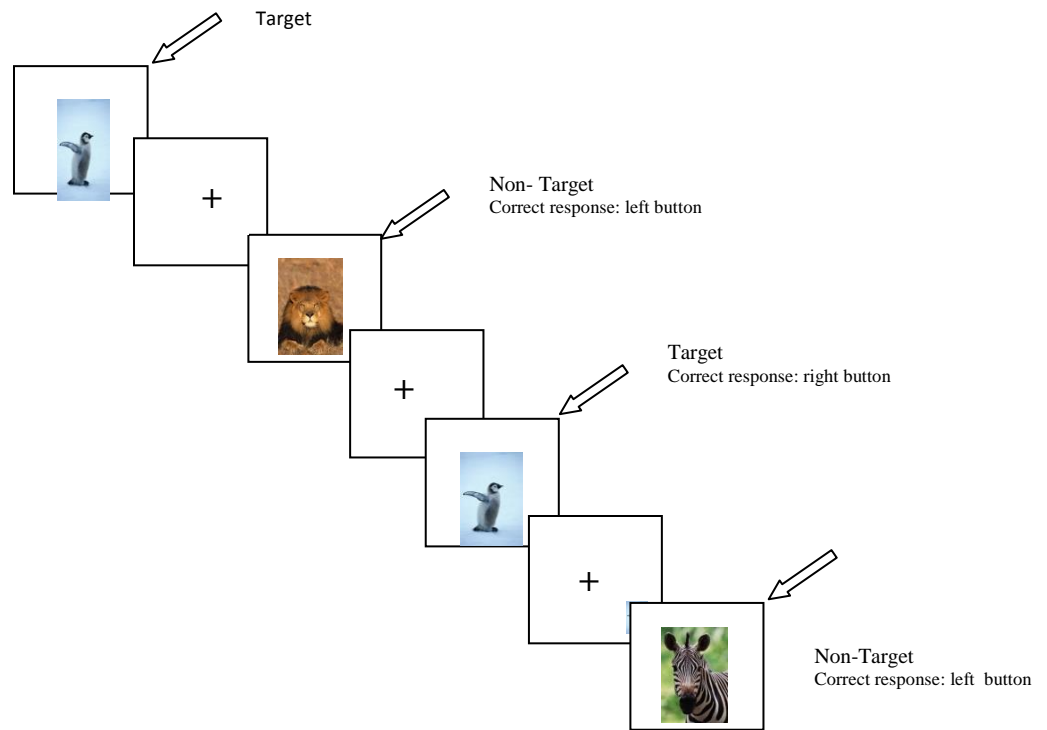 Target
Non- Target
Correct response: left button
Target
Correct response: right button
Non-Target
Correct response: left  button